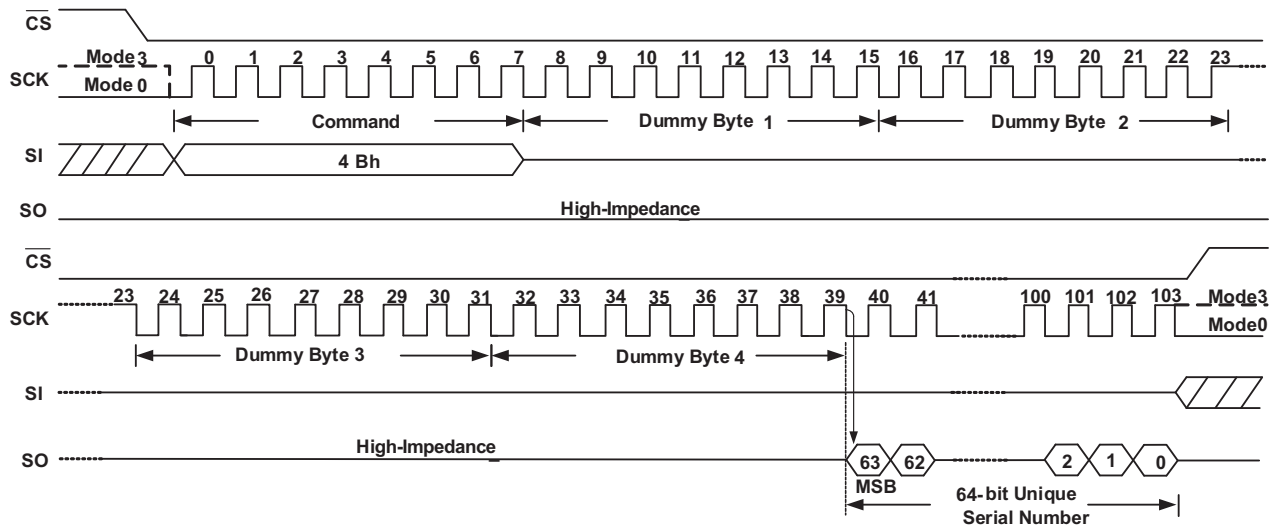 CS
Mode 3 0 1 2 3 4 5 6 7 8 9 10 11 12 13 14 15 16 17 18 19 20 21 22 23
SCK
Mode 0
Command Dummy Byte 1 Dummy Byte 2
SI 4 Bh
SO High-Impedance
CS
23 24 25 26 27 28 29 30 31 32 33 34 35 36 37 38 39 40 41 100 101 102 103 Mode3
SCK
Mode0
Dummy Byte 3 Dummy Byte 4
SI
High-Impedance
SO 63 62 2 1 0
MSB
64-bit Unique
Serial Number